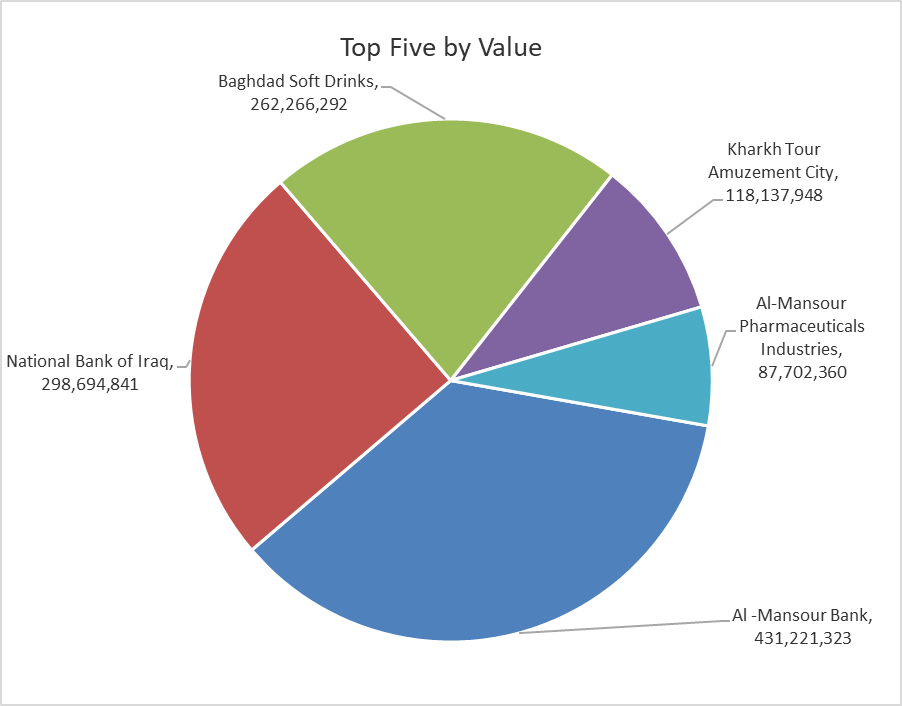 Top Five by Value
Baghdad Soft Drinks,
262,266,292
Kharkh Tour
Amuzement City,
118,137,948
Al-Mansour
Pharmaceuticals
Industries,
87,702,360
National Bank of Iraq,
298,694,841
Al -Mansour Bank,
431,221,323